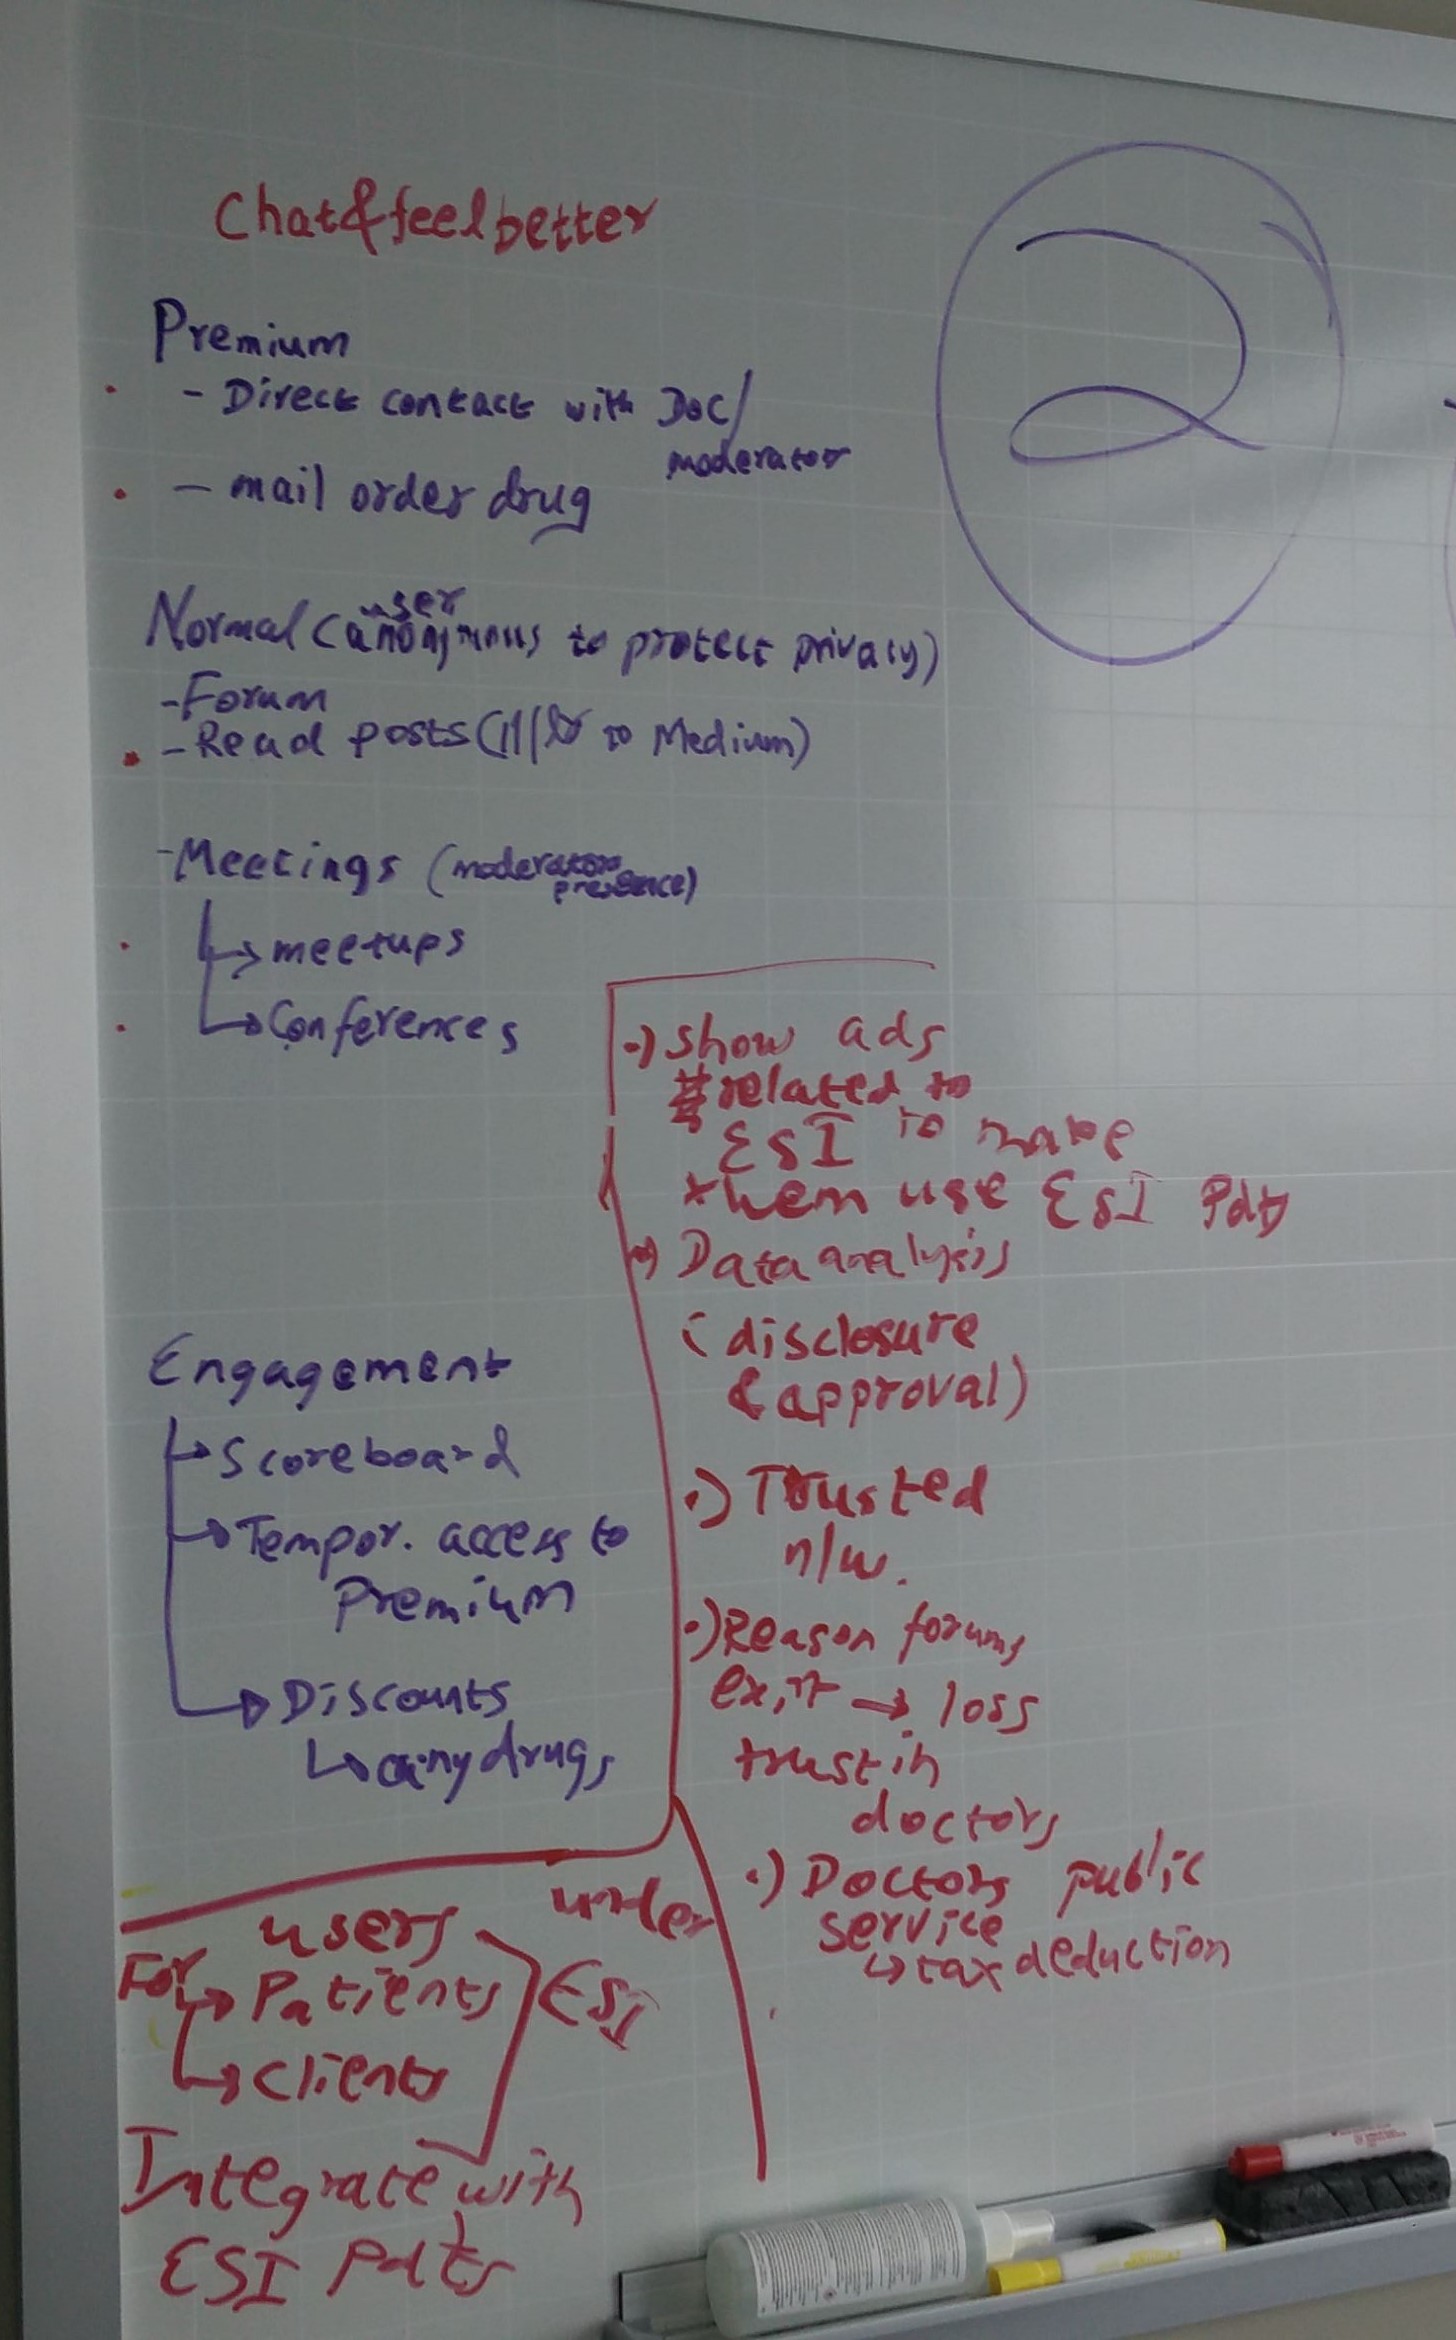 Chat&feelbetter
2
Premium
- Direct contact with Doc/
moderator
- mail order drug
user
Normal (anonymous to protect privacy)
- Forum
- Read posts (11/lar to Medium)
- Meetings (moderators
presence)
→ meetups
→ Conferences
Engagement
→ Scoreboard
→ Tempor. access to
Premium
→ Discounts
↳ any drugs
·) Show ads
related to
ESI to make
them use ESI Pdts
·) Data analysis
(disclosure
& approval)
·) Trusted
n/w.
·) Reason forums
exist → loss
trust in
doctors
·) Doctors public
service
↳ tax deduction
users under
For → Patients ESI
→ Clients
Integrate with
ESI Pdts